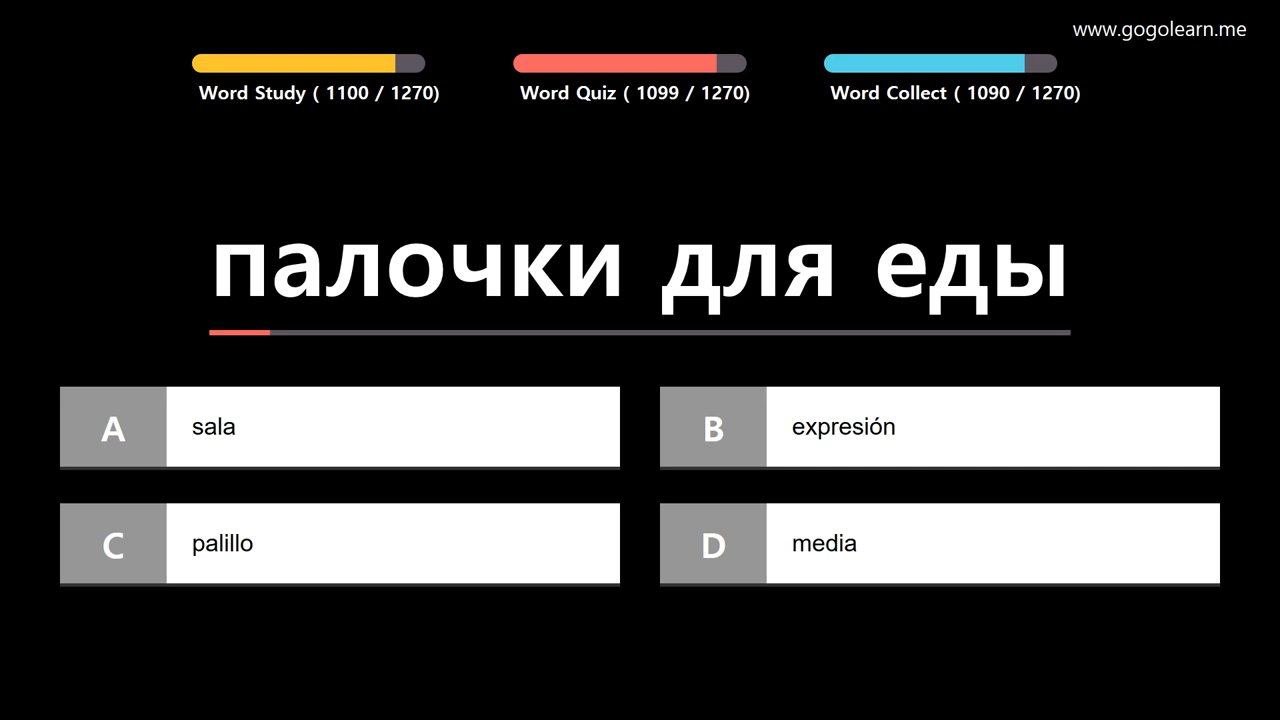 www.gogolearn.me
Word Study ( 1100 / 1270)
Word Quiz ( 1099 / 1270)
Word Collect ( 1090 / 1270)
палочки для еды
A sala
B expresión
C palillo
D media